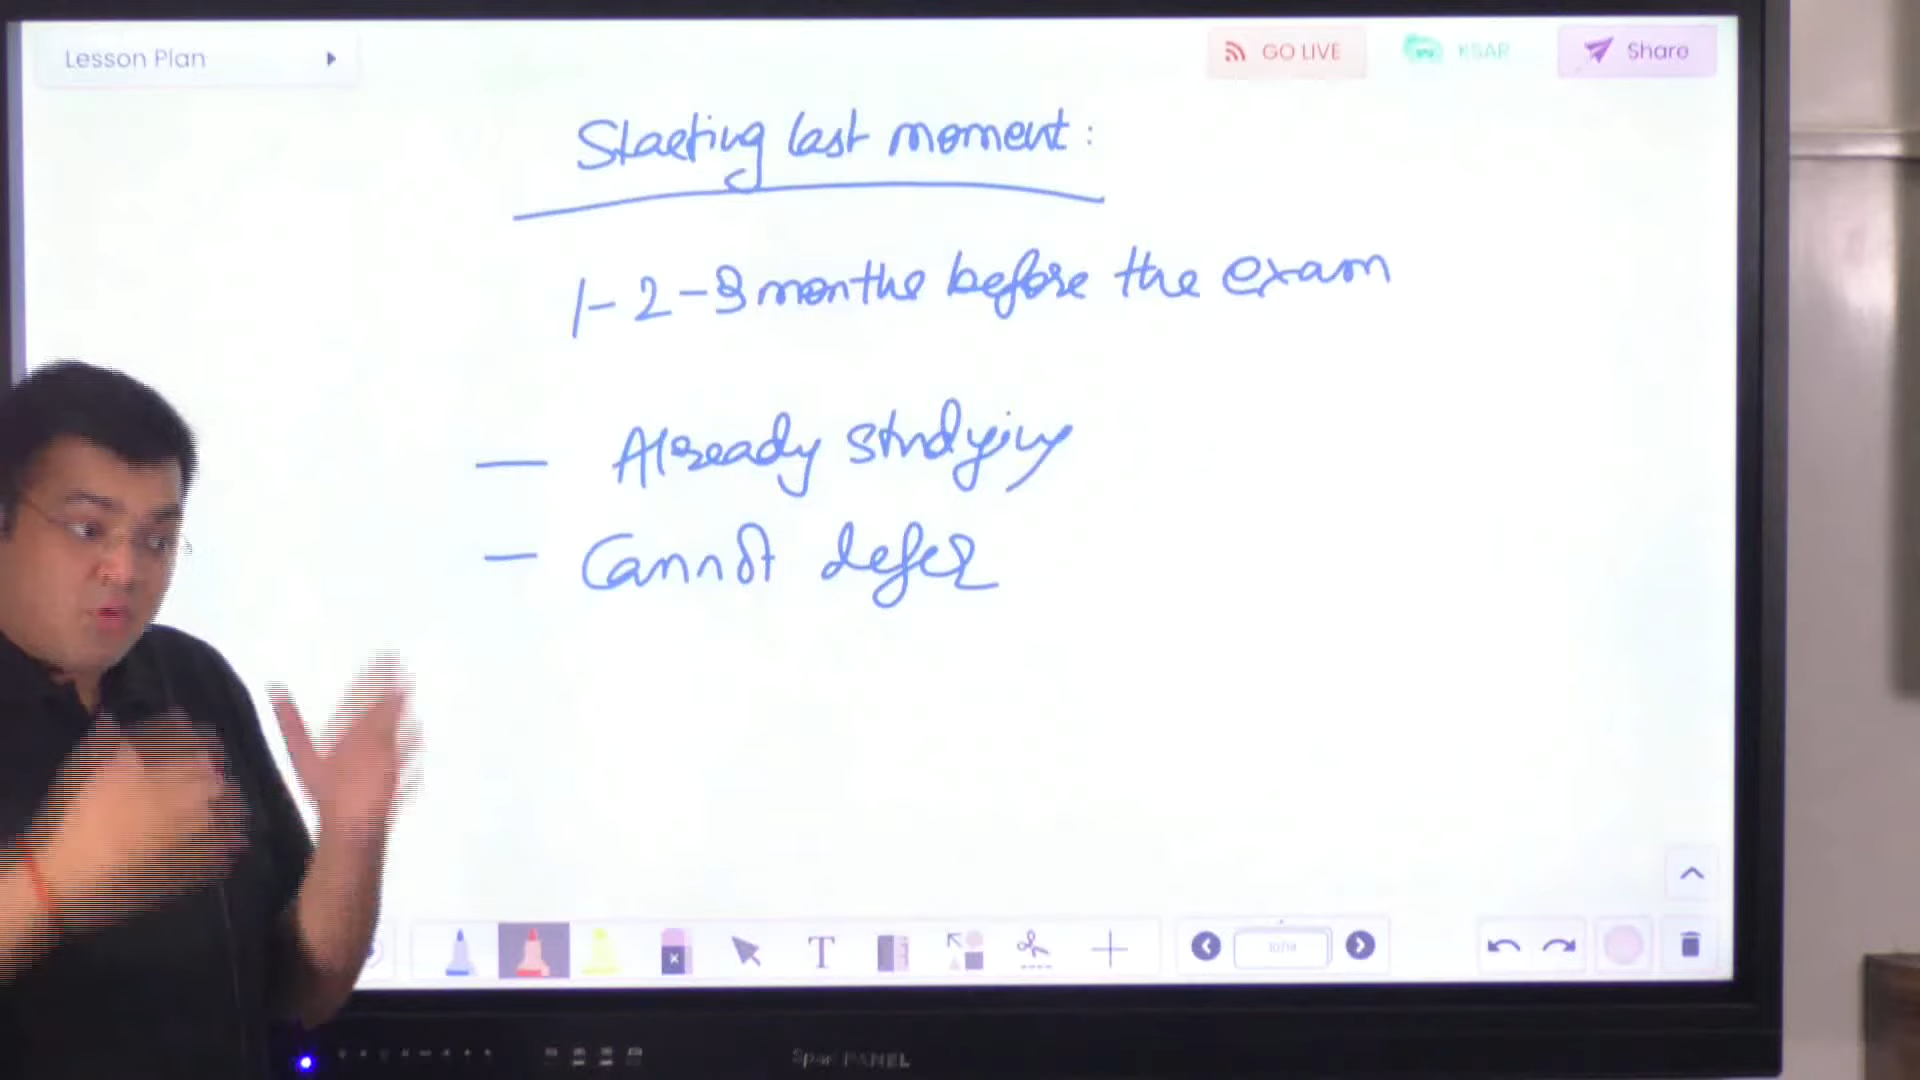 Lesson Plan
GO LIVE
KSAR
Share
Starting last moment:
1-2-3 months before the exam
— Already studying
— Cannot defer
T